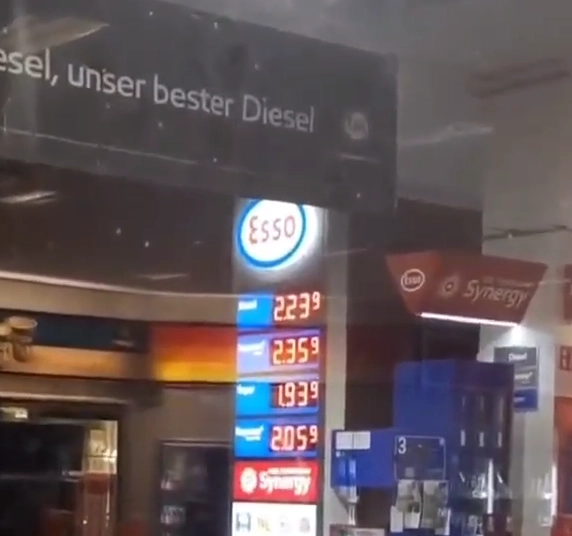 esel, unser bester Diesel
Esso
2.23⁹
2.35⁹
1.93⁹
2.05⁹
Synergy
Esso Synergy
3
Diesel